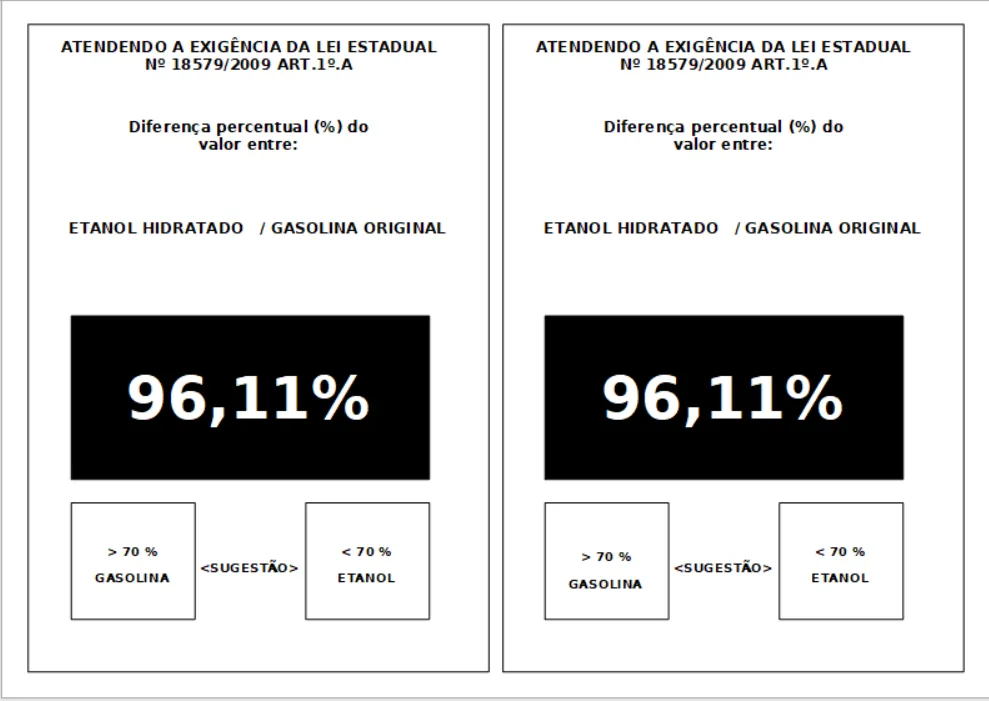 ATENDENDO A EXIGÊNCIA DA LEI ESTADUAL
Nº 18579/2009 ART.1º.A
Diferença percentual (%) do
valor entre:
ETANOL HIDRATADO / GASOLINA ORIGINAL
96,11%
> 70 %
GASOLINA
<SUGESTÃO>
< 70 %
ETANOL
ATENDENDO A EXIGÊNCIA DA LEI ESTADUAL
Nº 18579/2009 ART.1º.A
Diferença percentual (%) do
valor entre:
ETANOL HIDRATADO / GASOLINA ORIGINAL
96,11%
> 70 %
GASOLINA
<SUGESTÃO>
< 70 %
ETANOL